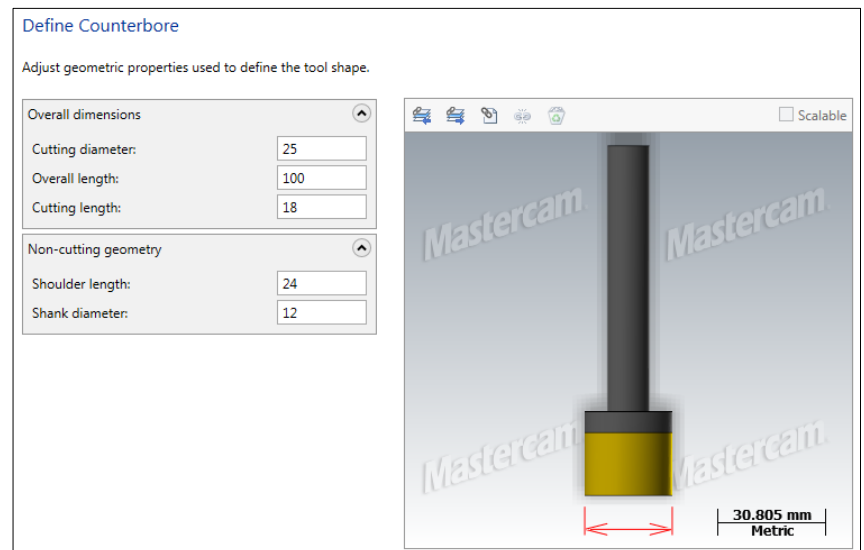 Define Counterbore
Adjust geometric properties used to define the tool shape.
Overall dimensions
Cutting diameter: 25
Overall length: 100
Cutting length: 18
Non-cutting geometry
Shoulder length: 24
Shank diameter: 12
Scalable
Mastercam
Mastercam
Mastercam
Mastercam
30.805 mm
Metric